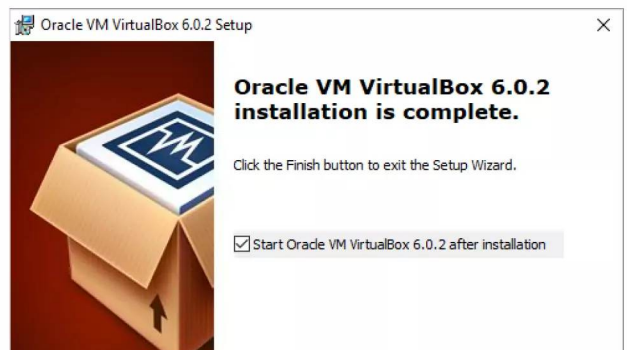 Oracle VM VirtualBox 6.0.2 Setup
Oracle VM VirtualBox 6.0.2
installation is complete.
Click the Finish button to exit the Setup Wizard.
Start Oracle VM VirtualBox 6.0.2 after installation